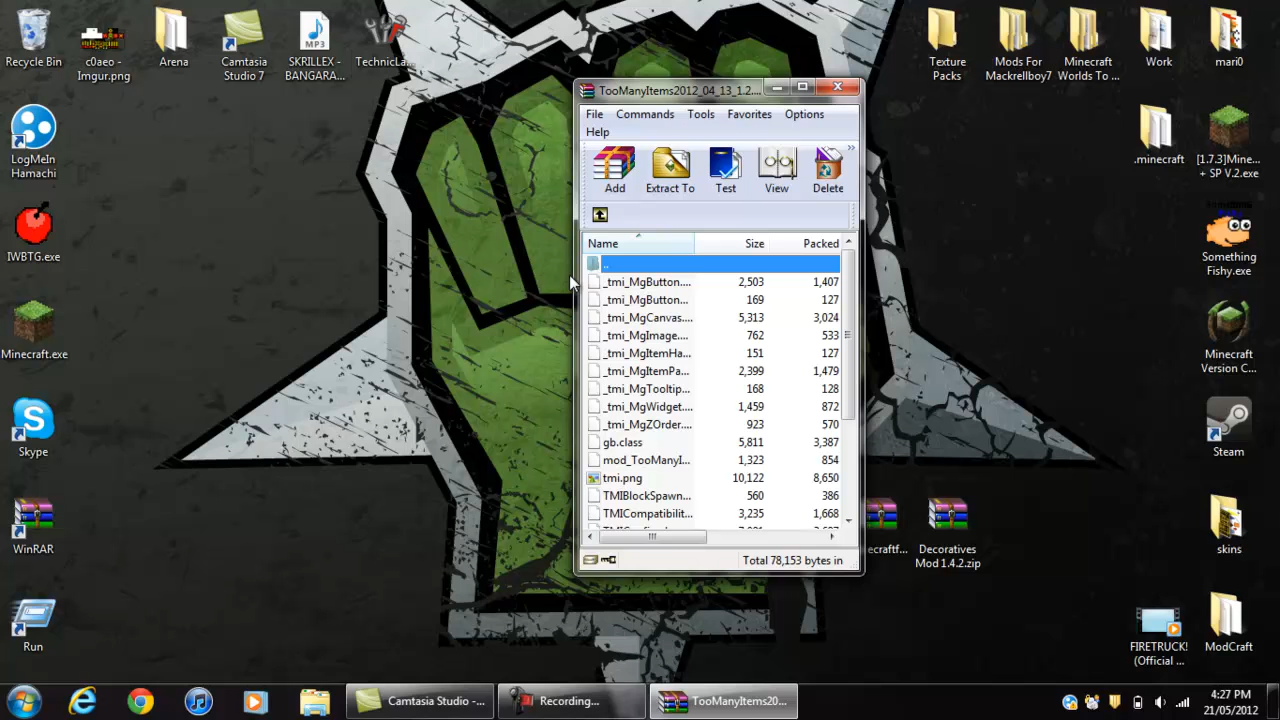 Recycle Bin
c0aeo - Imgur.png
Arena
Camtasia Studio 7
SKRILLEX - BANGARA...
TechnicLa...
Texture Packs
Mods For Mackrellboy7
Minecraft Worlds To ...
Work
mari0
LogMeIn Hamachi
.minecraft
[1.7.3]Mine... + SP V.2.exe
IWBTG.exe
Something Fishy.exe
Minecraft.exe
Minecraft Version C...
Skype
Steam
WinRAR
ecraftf...
Decoratives Mod 1.4.2.zip
skins
Run
FIRETRUCK! (Official ...
ModCraft
TooManyItems2012_04_13_1.2....
File Commands Tools Favorites Options
Help
Add Extract To Test View Delete
Name Size Packed
..
_tmi_MgButton.... 2,503 1,407
_tmi_MgButton... 169 127
_tmi_MgCanvas.... 5,313 3,024
_tmi_MgImage.... 762 533
_tmi_MgItemHa... 151 127
_tmi_MgItemPa... 2,399 1,479
_tmi_MgTooltip... 168 128
_tmi_MgWidget.... 1,459 872
_tmi_MgZOrder.... 923 570
gb.class 5,811 3,387
mod_TooManyI... 1,323 854
tmi.png 10,122 8,650
TMIBlockSpawn... 560 386
TMICompatibilit... 3,235 1,668
Total 78,153 bytes in
Camtasia Studio -...
Recording...
TooManyItems20...
4:27 PM
21/05/2012